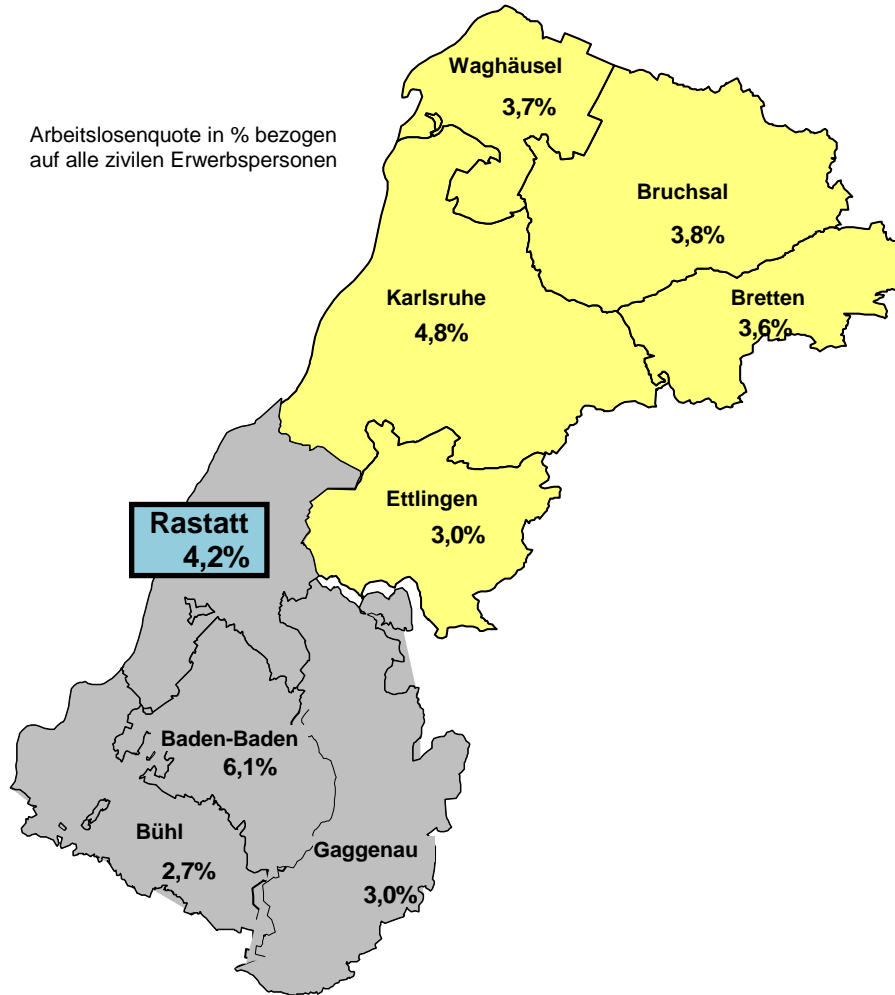 Waghäusel
3,7%
Arbeitslosenquote in % bezogen
auf alle zivilen Erwerbspersonen
Bruchsal
3,8%
Karlsruhe
4,8%
Bretten
3,6%
Ettlingen
3,0%
Rastatt
4,2%
Baden-Baden
6,1%
Bühl
2,7%
Gaggenau
3,0%